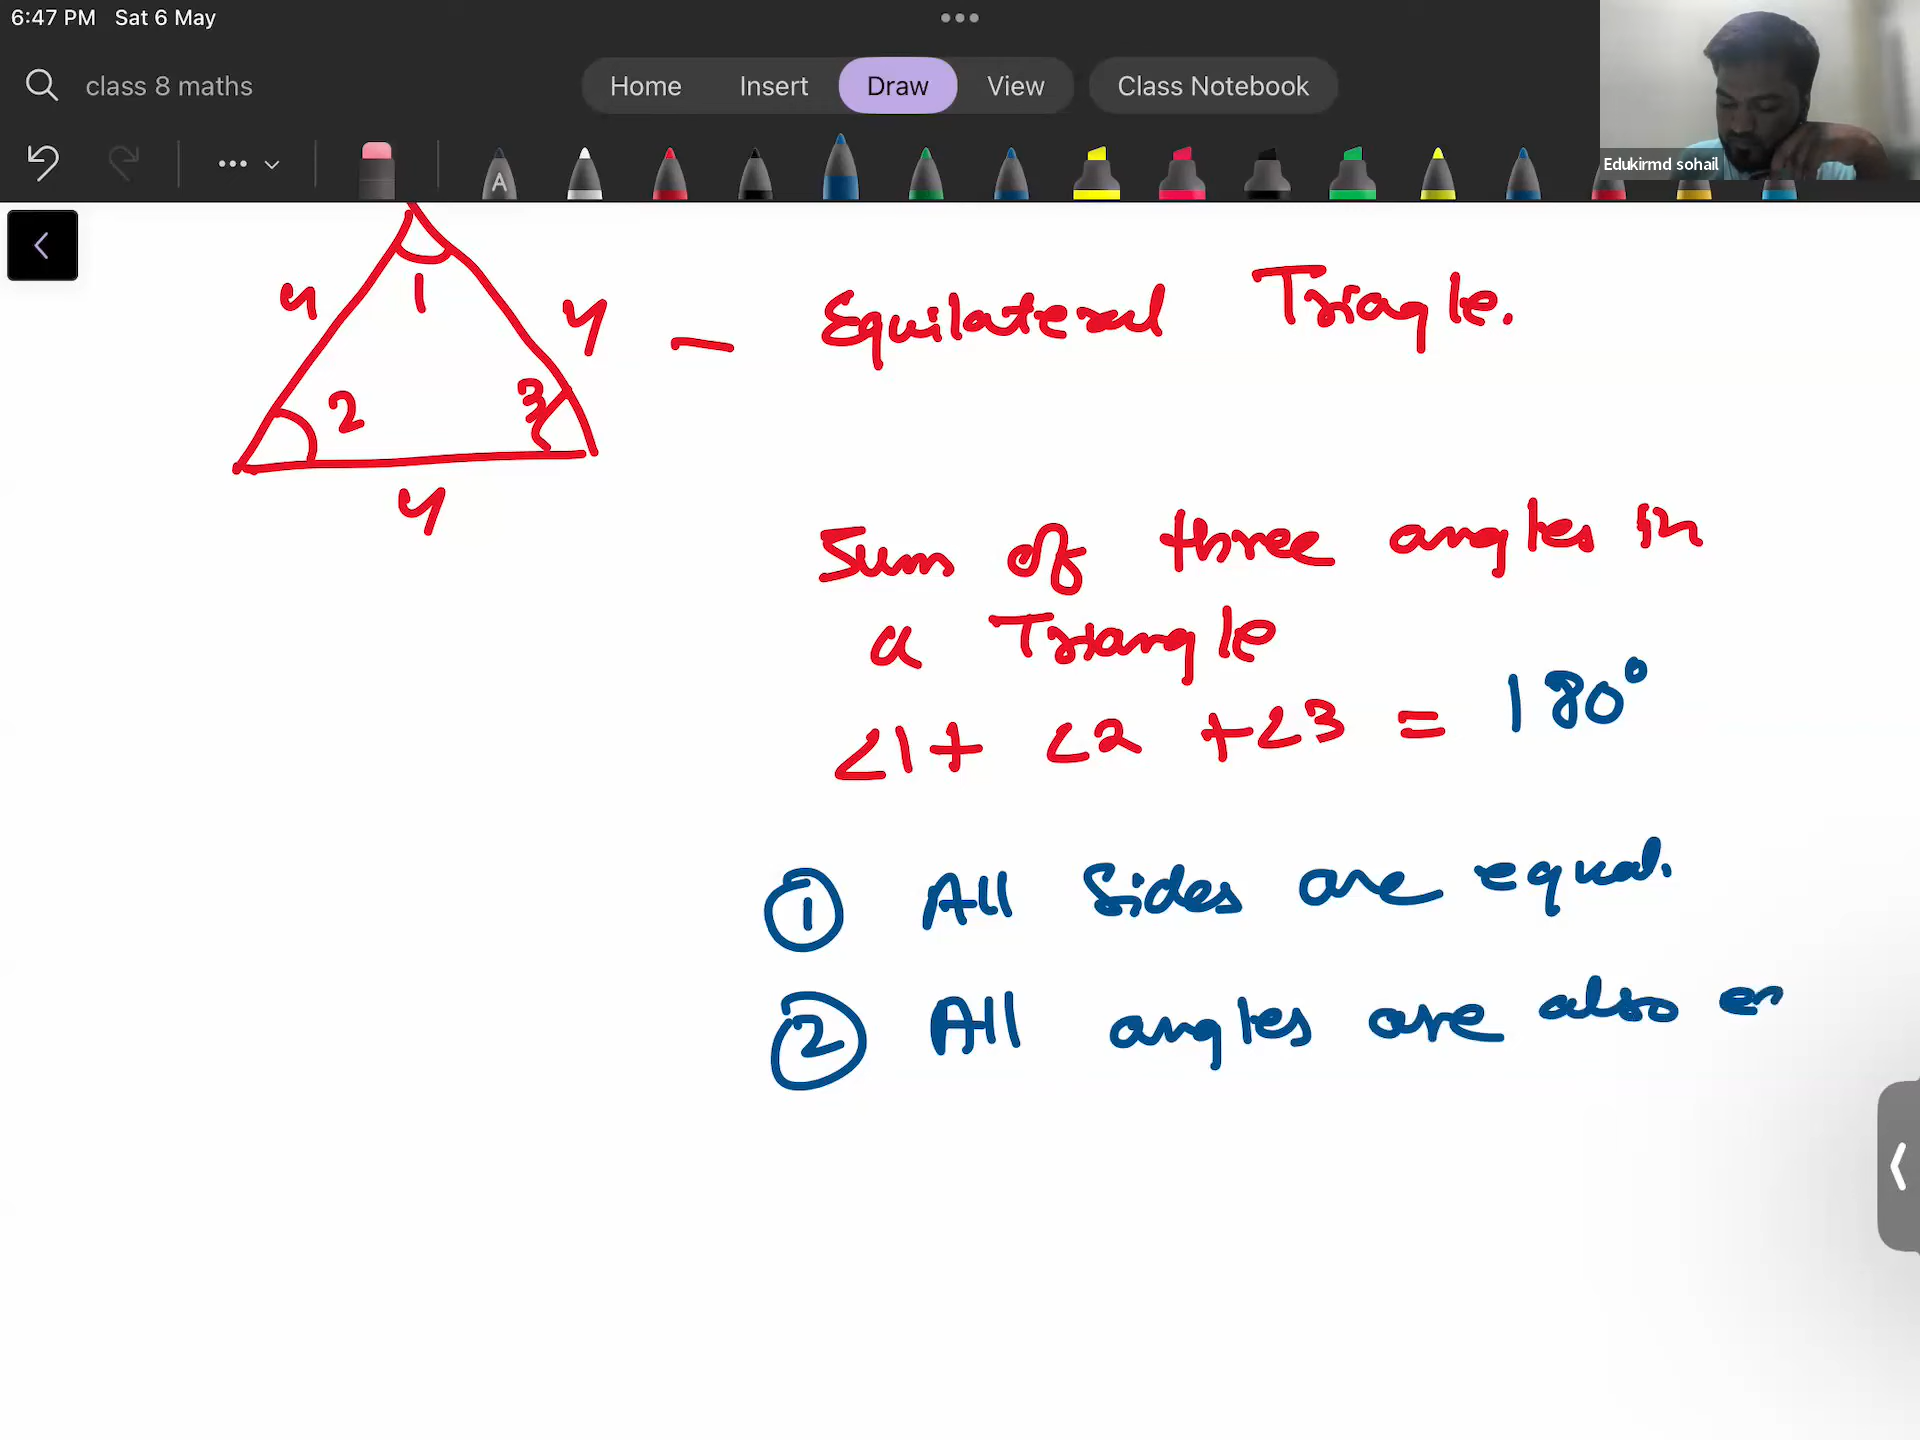 6:47 PM Sat 6 May
class 8 maths
Home Insert Draw View Class Notebook
A
Edukirmd sohail
1
4 4
- Equilateral Triagle.
2 3
4
Sum of three angles in
a Triangle
∠1+ ∠2 +∠3 = 180°
① All Sides are equal.
② All angles are also